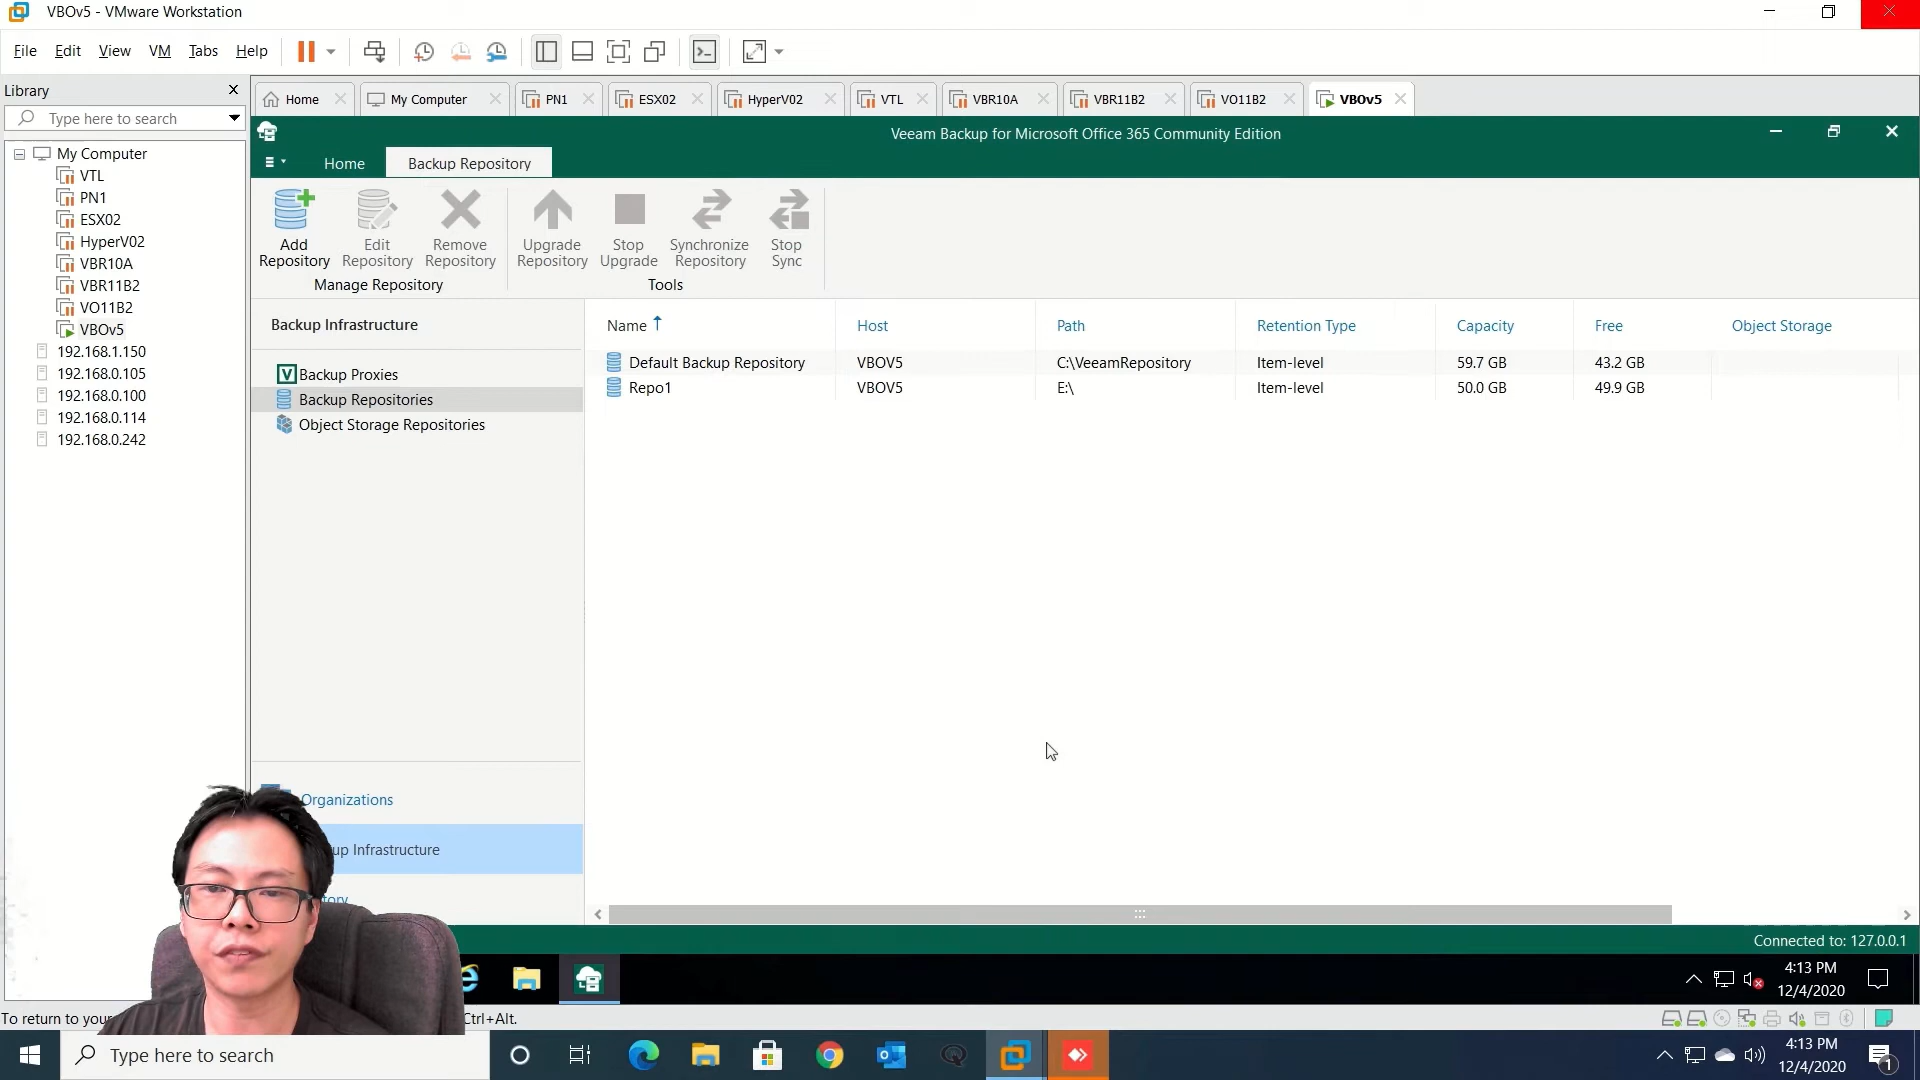 VBOv5 - VMware Workstation
File Edit View VM Tabs Help
Library
Type here to search
Home
My Computer
PN1
ESX02
HyperV02
VTL
VBR10A
VBR11B2
VO11B2
VBOv5
My Computer
VTL
PN1
ESX02
HyperV02
VBR10A
VBR11B2
VO11B2
VBOv5
192.168.1.150
192.168.0.105
192.168.0.100
192.168.0.114
192.168.0.242
Veeam Backup for Microsoft Office 365 Community Edition
Home Backup Repository
Add Repository
Edit Repository
Remove Repository
Upgrade Repository
Stop Upgrade
Synchronize Repository
Stop Sync
Manage Repository
Tools
Backup Infrastructure
Backup Proxies
Backup Repositories
Object Storage Repositories
Name Host Path Retention Type Capacity Free Object Storage
Default Backup Repository VBOV5 C:\VeeamRepository Item-level 59.7 GB 43.2 GB
Repo1 VBOV5 E:\ Item-level 50.0 GB 49.9 GB
Organizations
up Infrastructure
tory
Connected to: 127.0.0.1
4:13 PM
12/4/2020
To return to your
Ctrl+Alt.
Type here to search
4:13 PM
12/4/2020
1